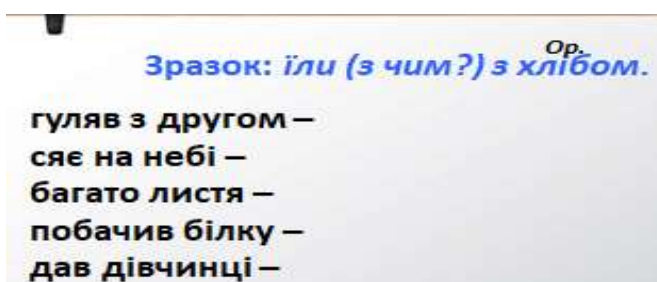 Ор.
Зразок: їли (з чим?) з хлібом.
гуляв з другом –
сяє на небі –
багато листя –
побачив білку –
дав дівчинці –